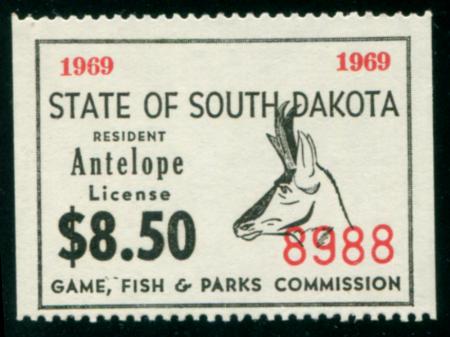 1969 1969
STATE OF SOUTH DAKOTA
RESIDENT
Antelope
License
$8.50
8988
GAME, FISH & PARKS COMMISSION